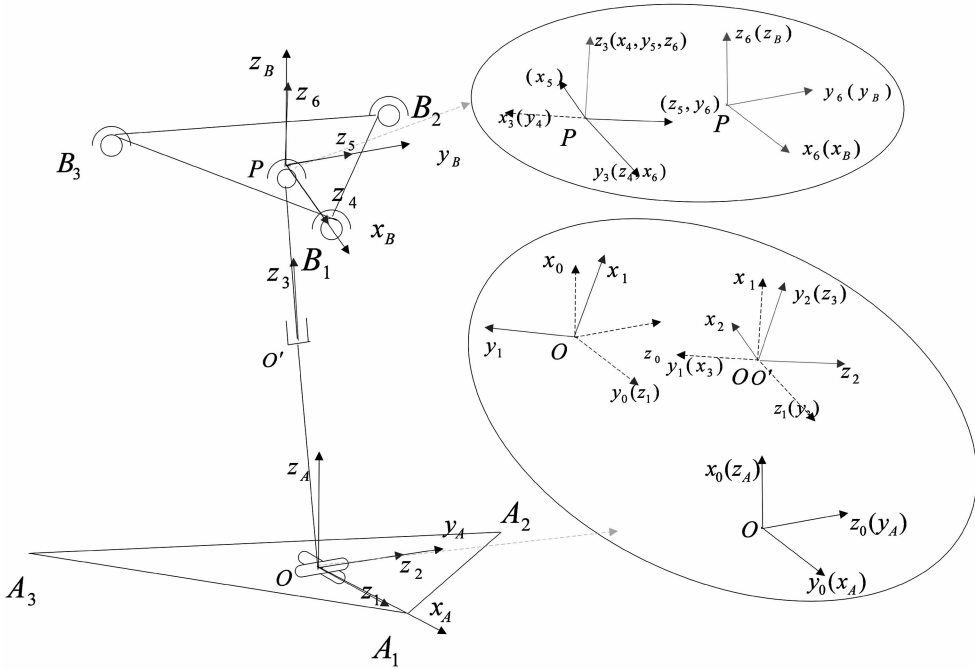 z_B
z_6
B_2
B_3
P
z_5
y_B
z_4
x_B
B_1
z_3
O'
z_A
y_A
A_2
O
z_2
z_1
x_A
A_3
A_1
z_3(x_4,y_5,z_6)
(x_5)
x_3(y_4)
(z_5,y_6)
P
y_3(z_4,x_6)
z_6(z_B)
y_6(y_B)
P
x_6(x_B)
x_0
x_1
y_1
O
z_0
y_0(z_1)
x_1
y_2(z_3)
x_2
y_1(x_3)
OO'
z_2
z_1(y_3)
x_0(z_A)
O
z_0(y_A)
y_0(x_A)